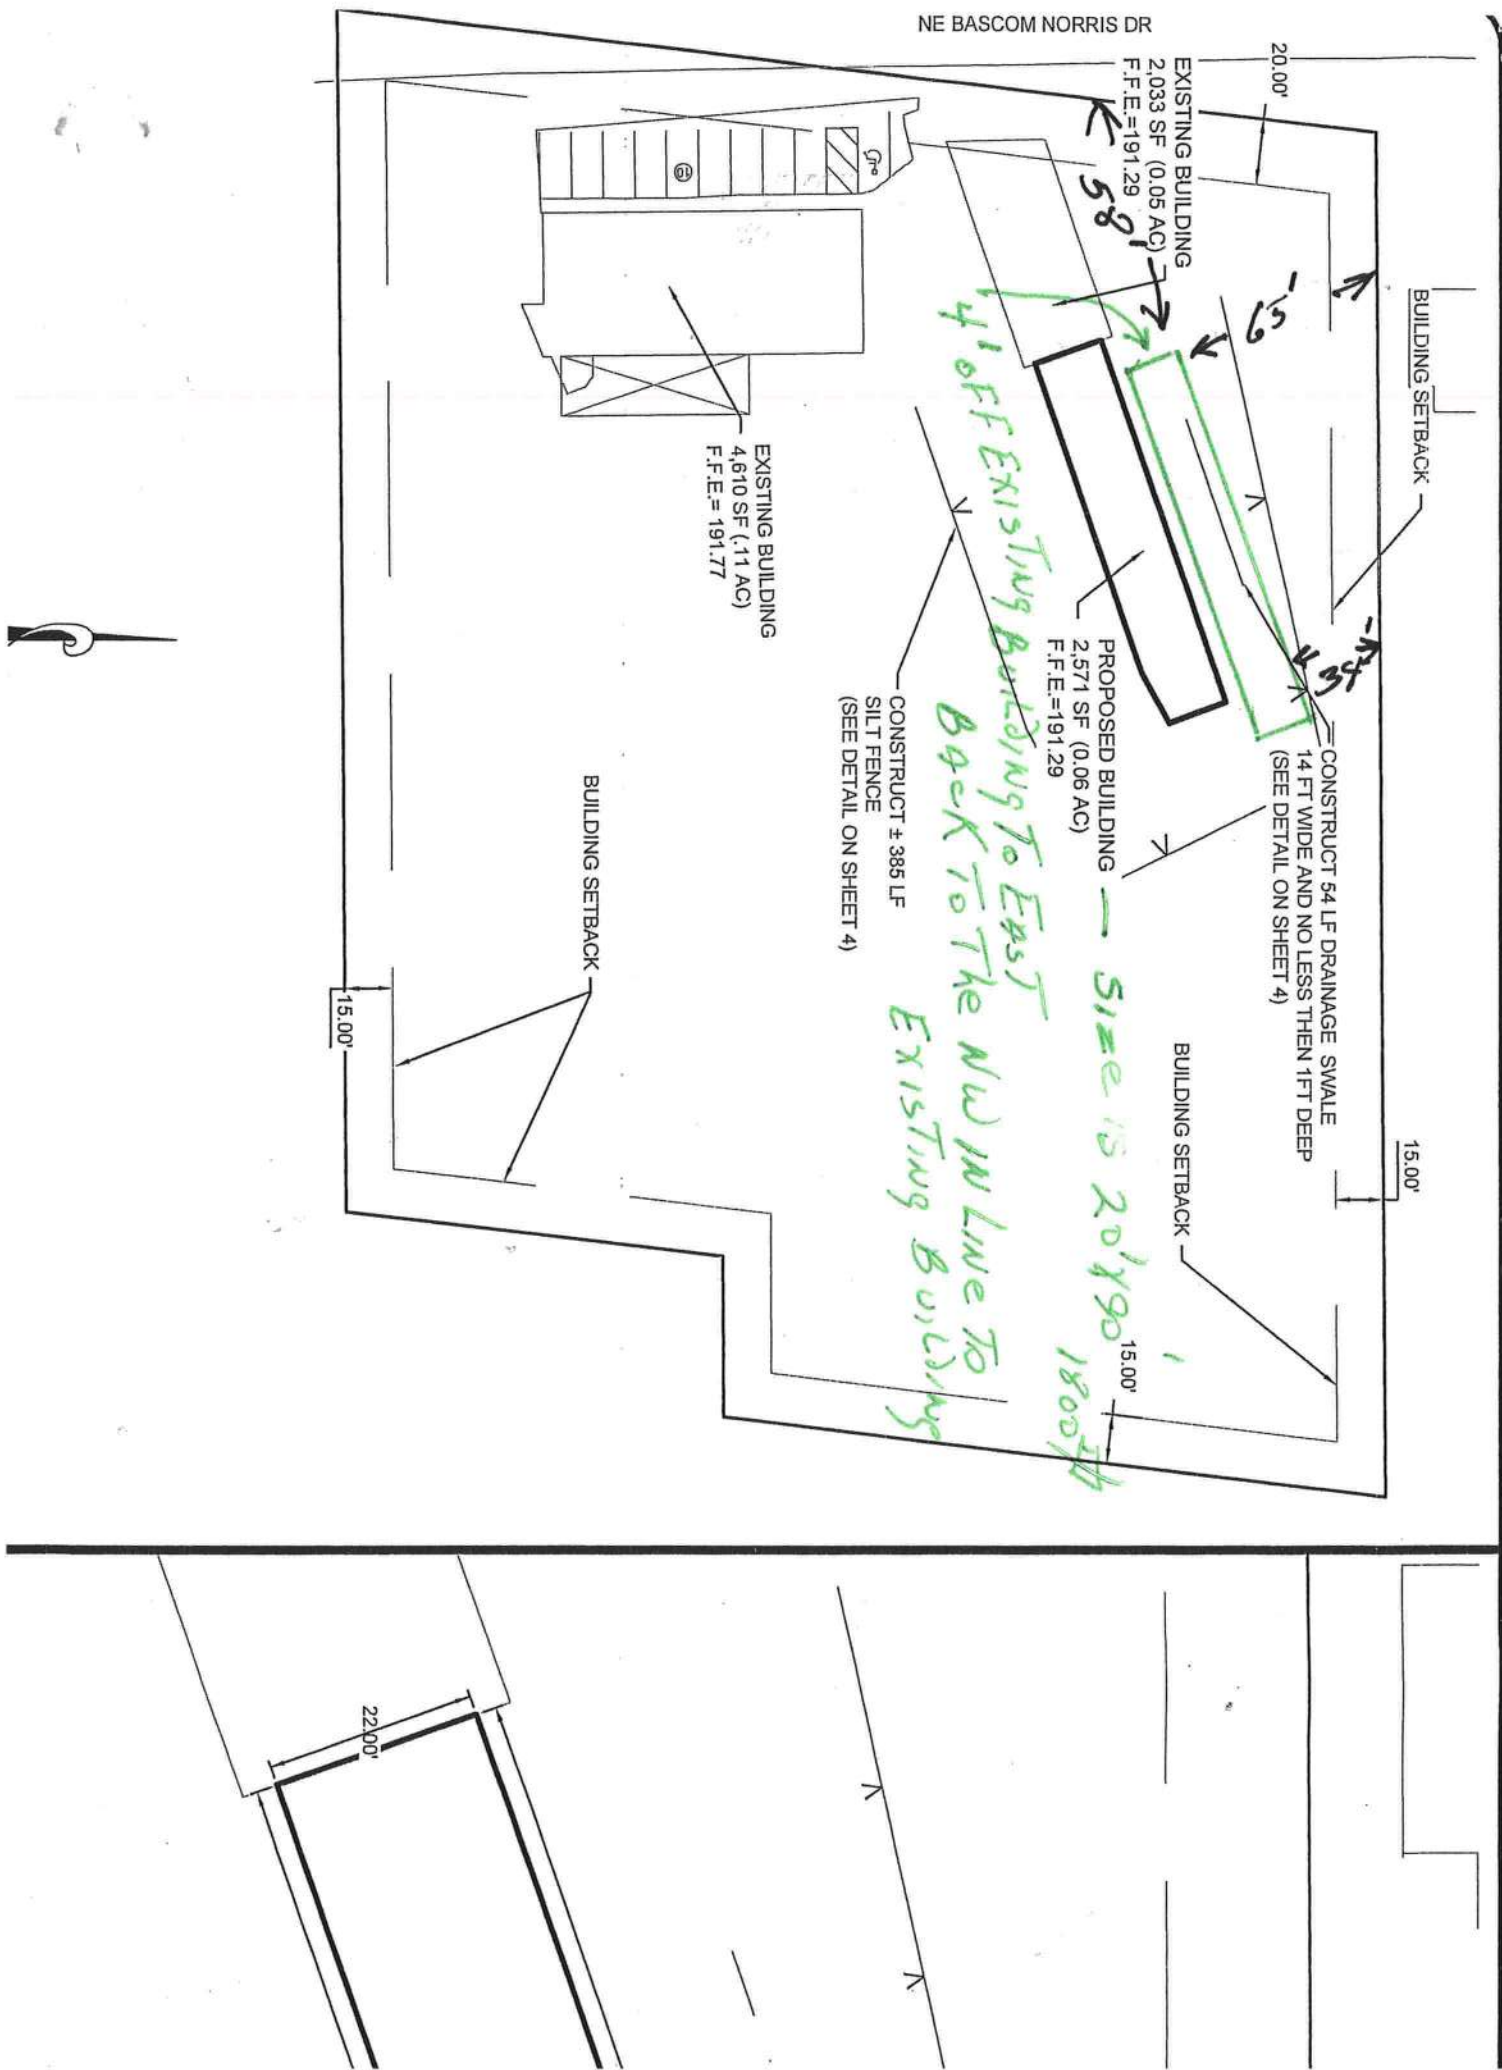 NE BASCOM NORRIS DR
20.00'
EXISTING BUILDING
2,033 SF (0.05 AC)
F.F.E.=191.29
58'
65'
BUILDING SETBACK
34'
CONSTRUCT 54 LF DRAINAGE SWALE
14 FT WIDE AND NO LESS THEN 1FT DEEP
(SEE DETAIL ON SHEET 4)
15.00'
BUILDING SETBACK
PROPOSED BUILDING
2,571 SF (0.06 AC)
F.F.E.=191.29
— Size is 20'x90'
1800
15.00'
4' OFF EXISTING BUILDING TO EAST
BACK TO The NW IN LINE TO
EXISTING BUILDING
CONSTRUCT ± 385 LF
SILT FENCE
(SEE DETAIL ON SHEET 4)
10
EXISTING BUILDING
4,610 SF (.11 AC)
F.F.E.= 191.77
BUILDING SETBACK
15.00'
22.00'